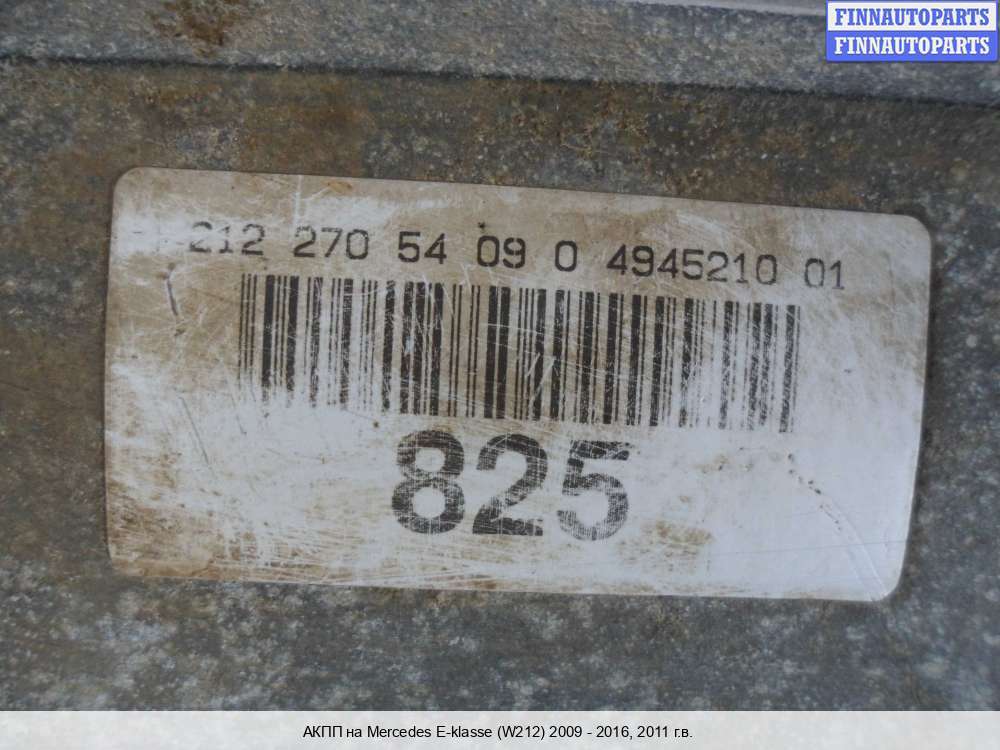 FINNAUTOPARTS
FINNAUTOPARTS
212 270 54 09 0 4945210 01
825
АКПП на Mercedes E-klasse (W212) 2009 - 2016, 2011 г.в.